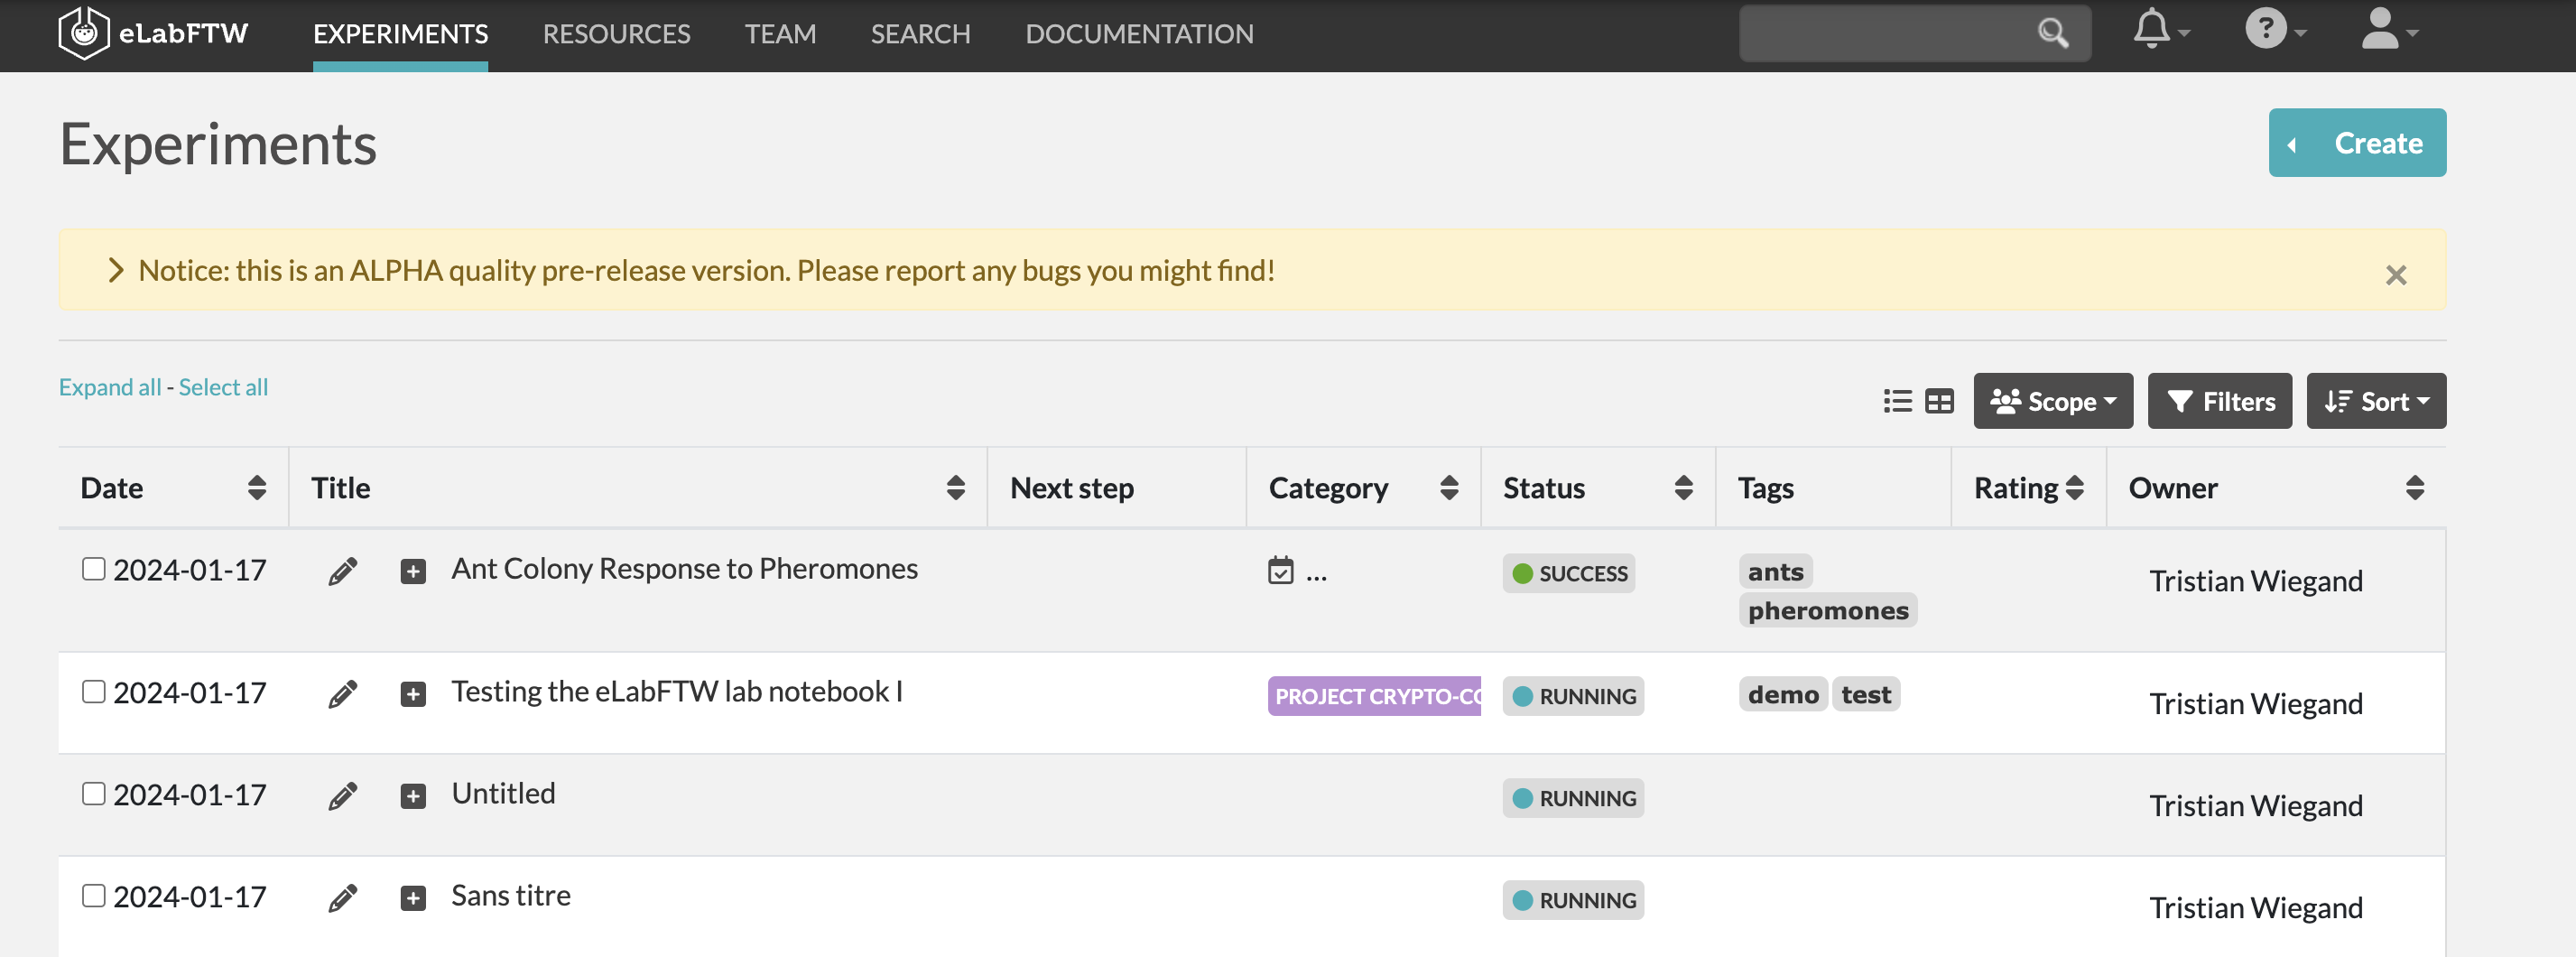 eLabFTW EXPERIMENTS RESOURCES TEAM SEARCH DOCUMENTATION ?
Experiments
Create
Notice: this is an ALPHA quality pre-release version. Please report any bugs you might find!
Expand all - Select all
Scope Filters Sort
Date Title Next step Category Status Tags Rating Owner
2024-01-17 Ant Colony Response to Pheromones ... SUCCESS ants Tristian Wiegand
pheromones
2024-01-17 Testing the eLabFTW lab notebook I PROJECT CRYPTO-CO RUNNING demo test Tristian Wiegand
2024-01-17 Untitled RUNNING Tristian Wiegand
2024-01-17 Sans titre RUNNING Tristian Wiegand